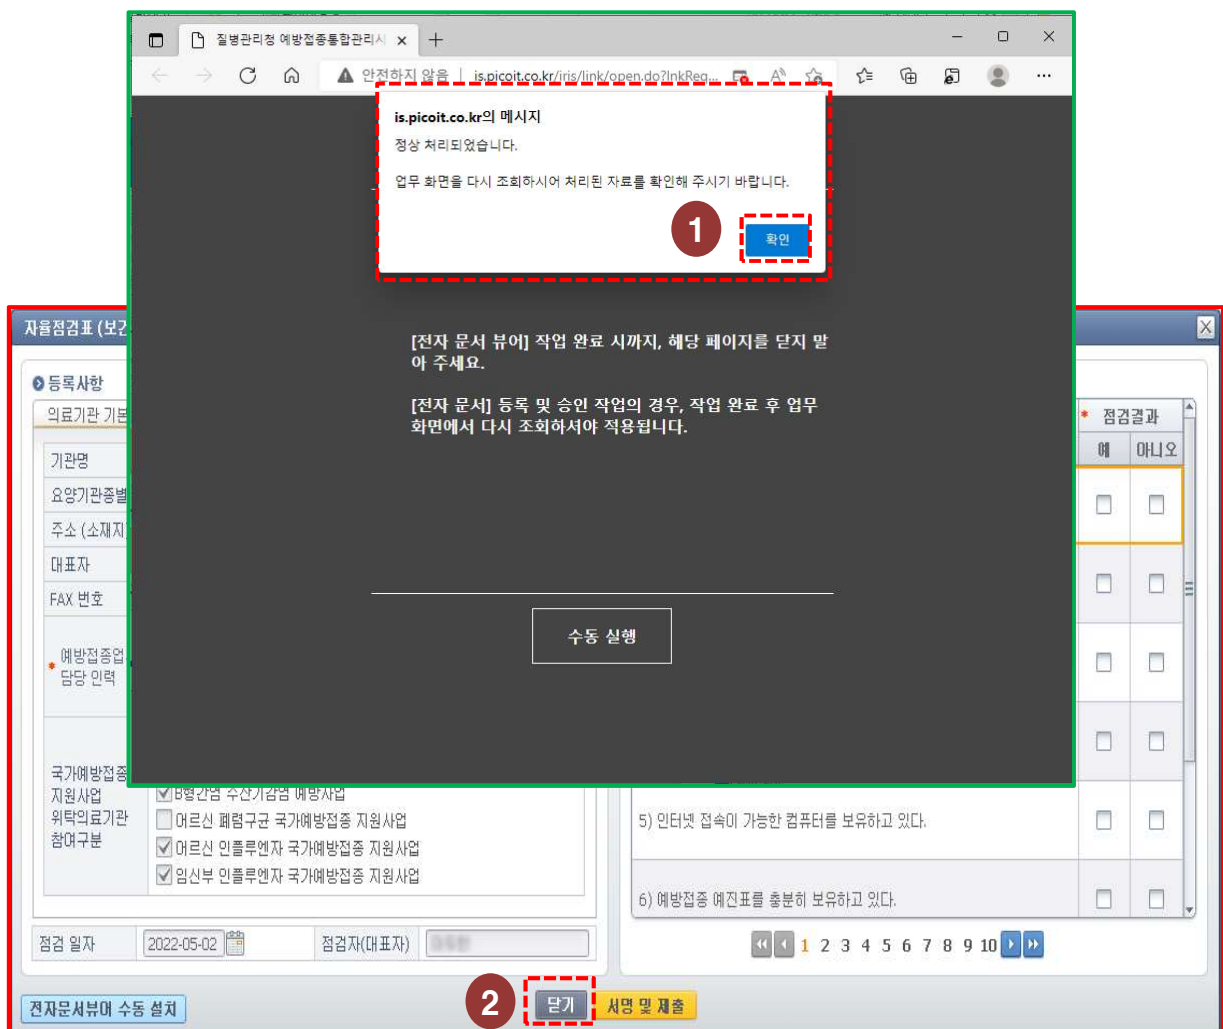 질병관리청 예방접종통합관리시
안전하지 않음 | is.picoit.co.kr/iris/link/open.do?lnkReq...
is.picoit.co.kr의 메시지
정상 처리되었습니다.
업무 화면을 다시 조회하시어 처리된 자료를 확인해 주시기 바랍니다.
1
확인
[전자 문서 뷰어] 작업 완료 시까지, 해당 페이지를 닫지 말
아 주세요.
[전자 문서] 등록 및 승인 작업의 경우, 작업 완료 후 업무
화면에서 다시 조회하셔야 적용됩니다.
수동 실행
자율점검표 (보건
등록사항
의료기관 기본
기관명
요양기관종별
주소 (소재지)
대표자
FAX 번호
* 예방접종업
담당 인력
국가예방접종
지원사업
위탁의료기관
참여구분
B형간염 수직감염 예방사업
어르신 폐렴구균 국가예방접종 지원사업
어르신 인플루엔자 국가예방접종 지원사업
임신부 인플루엔자 국가예방접종 지원사업
* 점검결과
예 아니오
5) 인터넷 접속이 가능한 컴퓨터를 보유하고 있다.
6) 예방접종 예진표를 충분히 보유하고 있다.
점검 일자 2022-05-02 점검자(대표자)
1 2 3 4 5 6 7 8 9 10
전자문서뷰어 수동 설치
2
닫기
서명 및 제출